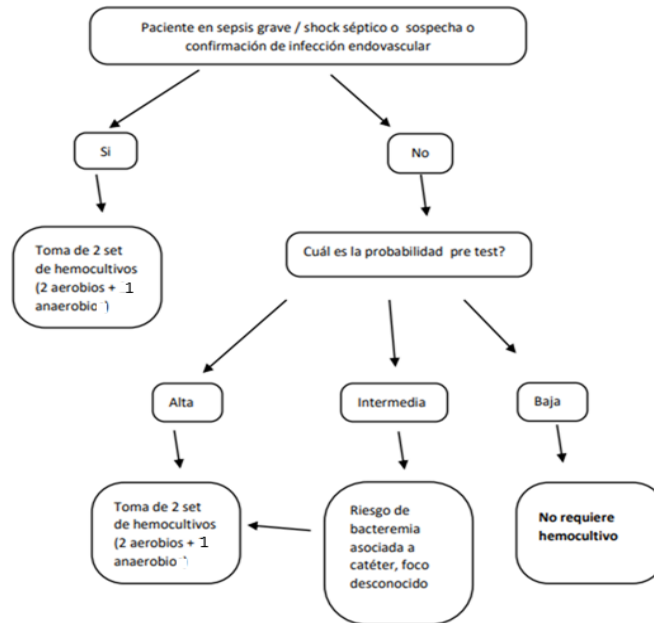 Paciente en sepsis grave / shock séptico o sospecha o
confirmación de infección endovascular
Si
No
Toma de 2 set
de hemocultivos
(2 aerobios + 1
anaerobio )
Cuál es la probabilidad pre test?
Alta
Intermedia
Baja
Toma de 2 set
de hemocultivos
(2 aerobios + 1
anaerobio )
Riesgo de
bacteremia
asociada a
catéter, foco
desconocido
No requiere
hemocultivo